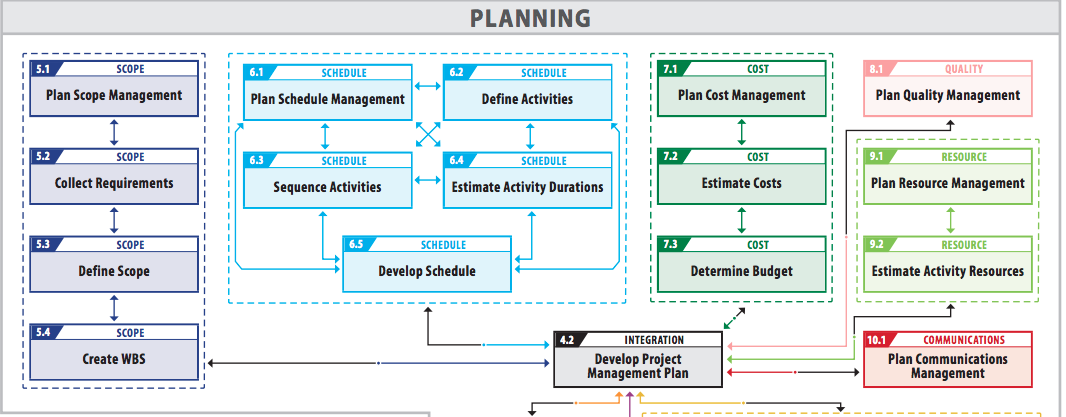 PLANNING
5.1 SCOPE
Plan Scope Management
5.2 SCOPE
Collect Requirements
5.3 SCOPE
Define Scope
5.4 SCOPE
Create WBS
6.1 SCHEDULE
Plan Schedule Management
6.2 SCHEDULE
Define Activities
6.3 SCHEDULE
Sequence Activities
6.4 SCHEDULE
Estimate Activity Durations
6.5 SCHEDULE
Develop Schedule
7.1 COST
Plan Cost Management
7.2 COST
Estimate Costs
7.3 COST
Determine Budget
4.2 INTEGRATION
Develop Project
Management Plan
8.1 QUALITY
Plan Quality Management
9.1 RESOURCE
Plan Resource Management
9.2 RESOURCE
Estimate Activity Resources
10.1 COMMUNICATIONS
Plan Communications
Management